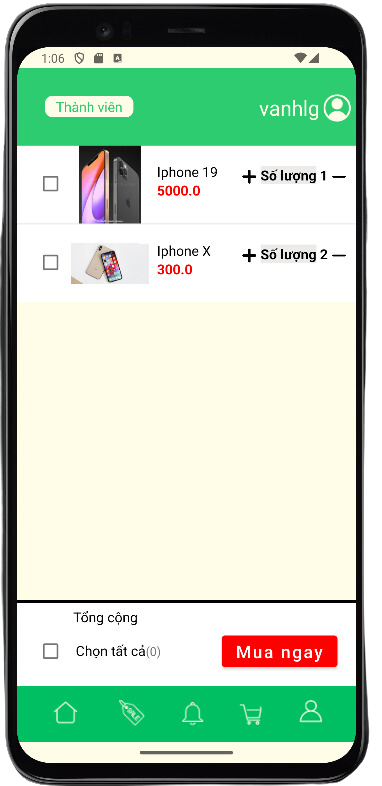 1:06
Thành viên
vanhlg
Iphone 19
5000.0
Số lượng 1
Iphone X
300.0
Số lượng 2
Tổng cộng
Chọn tất cả(0)
Mua ngay
SALE